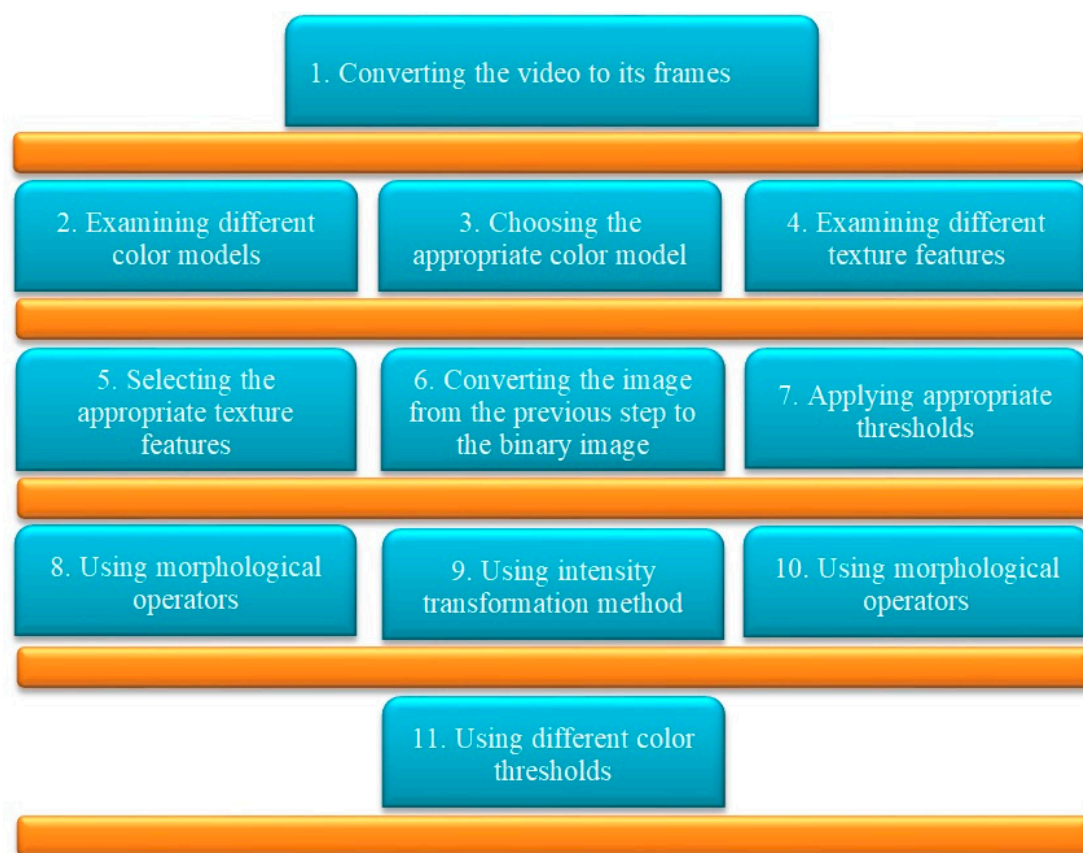 1. Converting the video to its frames
2. Examining different
color models
3. Choosing the
appropriate color model
4. Examining different
texture features
5. Selecting the
appropriate texture
features
6. Converting the image
from the previous step to
the binary image
7. Applying appropriate
thresholds
8. Using morphological
operators
9. Using intensity
transformation method
10. Using morphological
operators
11. Using different color
thresholds